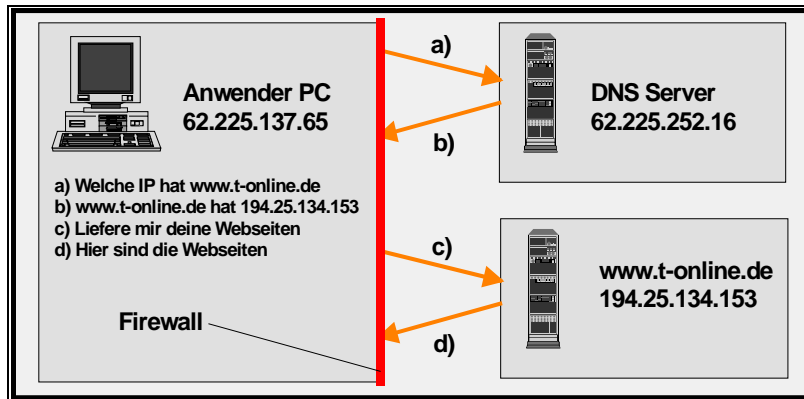 Anwender PC
62.225.137.65
a) Welche IP hat www.t-online.de
b) www.t-online.de hat 194.25.134.153
c) Liefere mir deine Webseiten
d) Hier sind die Webseiten
Firewall
a)
b)
c)
d)
DNS Server
62.225.252.16
www.t-online.de
194.25.134.153